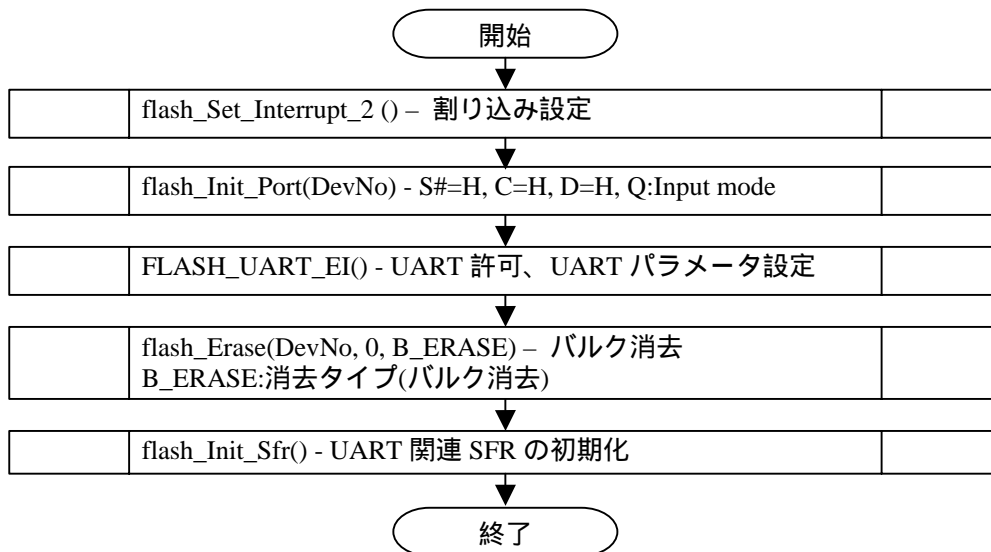 開始
flash_Set_Interrupt_2 () – 割り込み設定
flash_Init_Port(DevNo) - S#=H, C=H, D=H, Q:Input mode
FLASH_UART_EI() - UART 許可、UART パラメータ設定
flash_Erase(DevNo, 0, B_ERASE) – バルク消去
B_ERASE:消去タイプ(バルク消去)
flash_Init_Sfr() - UART 関連 SFR の初期化
終了